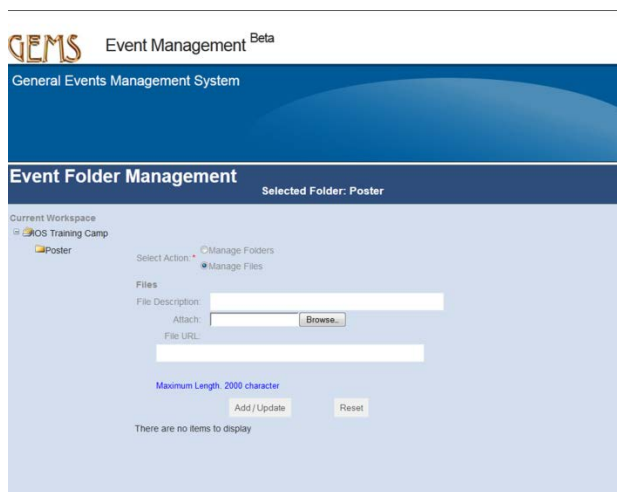 GEMS Event Management Beta
General Events Management System
Event Folder Management
Selected Folder: Poster
Current Workspace
IOS Training Camp
Poster
Select Action: *
Manage Folders
Manage Files
Files
File Description:
Attach: Browse..
File URL:
Maximum Length. 2000 character
Add / Update Reset
There are no items to display